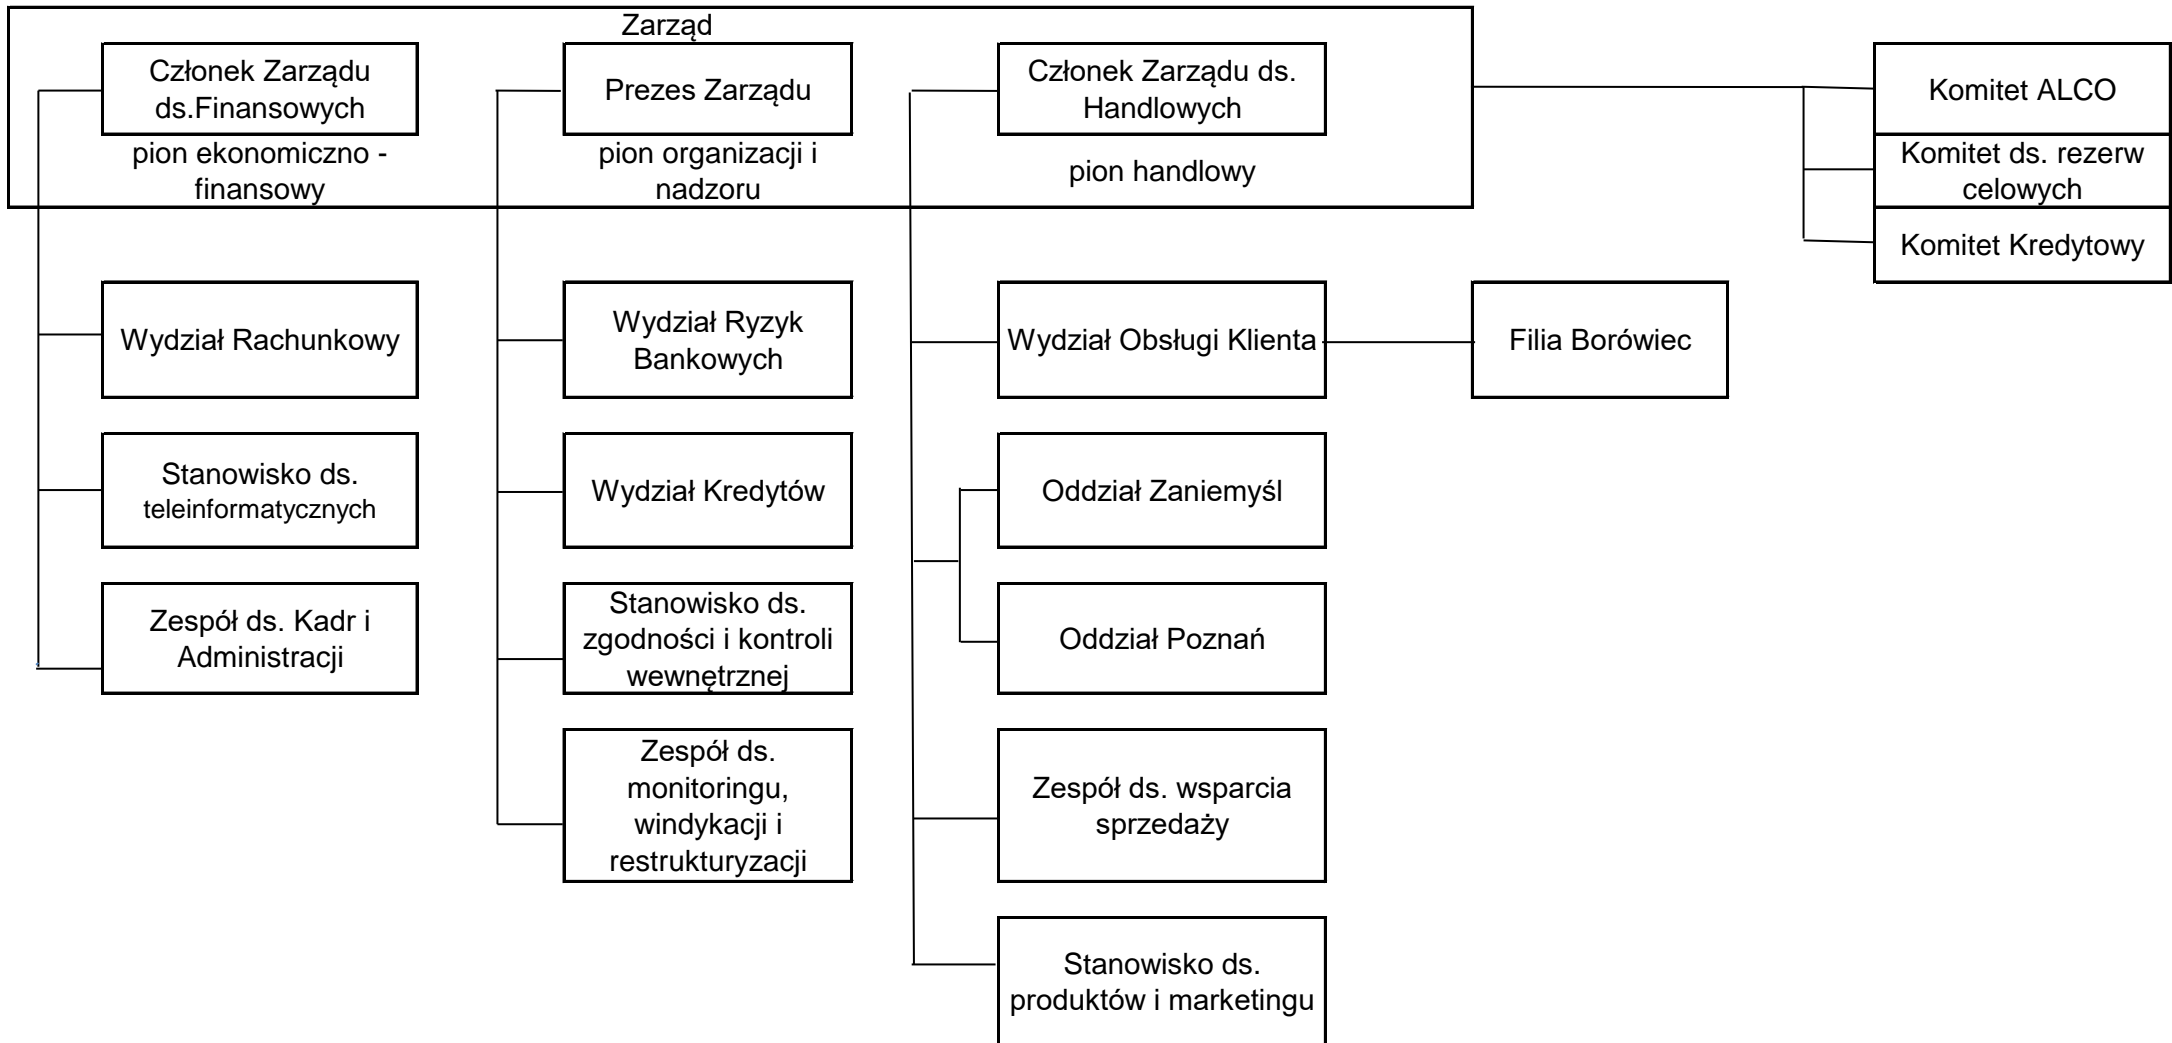 Zarząd
Członek Zarządu
ds.Finansowych
pion ekonomiczno -
finansowy
Prezes Zarządu
pion organizacji i
nadzoru
Członek Zarządu ds.
Handlowych
pion handlowy
Komitet ALCO
Komitet ds. rezerw
celowych
Komitet Kredytowy
Wydział Rachunkowy
Wydział Ryzyk
Bankowych
Wydział Obsługi Klienta
Filia Borówiec
Stanowisko ds.
teleinformatycznych
Wydział Kredytów
Oddział Zaniemyśl
Zespół ds. Kadr i
Administracji
Stanowisko ds.
zgodności i kontroli
wewnętrznej
Oddział Poznań
Zespół ds.
monitoringu,
windykacji i
restrukturyzacji
Zespół ds. wsparcia
sprzedaży
Stanowisko ds.
produktów i marketingu